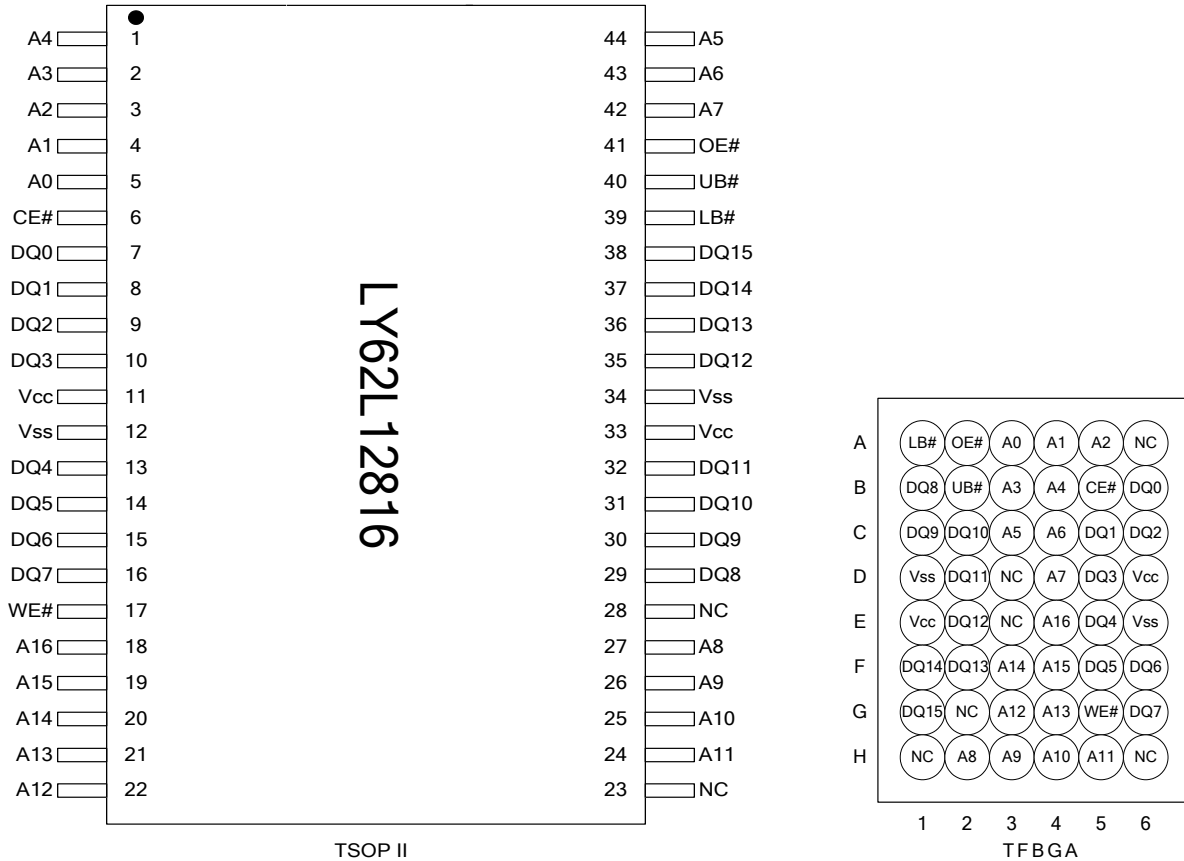 A4 1 44 A5
A3 2 43 A6
A2 3 42 A7
A1 4 41 OE#
A0 5 40 UB#
CE# 6 39 LB#
DQ0 7 38 DQ15
DQ1 8 37 DQ14
DQ2 9 36 DQ13
DQ3 10 35 DQ12
Vcc 11 34 Vss
Vss 12 33 Vcc
DQ4 13 32 DQ11
DQ5 14 31 DQ10
DQ6 15 30 DQ9
DQ7 16 29 DQ8
WE# 17 28 NC
A16 18 27 A8
A15 19 26 A9
A14 20 25 A10
A13 21 24 A11
A12 22 23 NC
LY62L12816
TSOP II
A LB# OE# A0 A1 A2 NC
B DQ8 UB# A3 A4 CE# DQ0
C DQ9 DQ10 A5 A6 DQ1 DQ2
D Vss DQ11 NC A7 DQ3 Vcc
E Vcc DQ12 NC A16 DQ4 Vss
F DQ14 DQ13 A14 A15 DQ5 DQ6
G DQ15 NC A12 A13 WE# DQ7
H NC A8 A9 A10 A11 NC
1 2 3 4 5 6
TFBGA